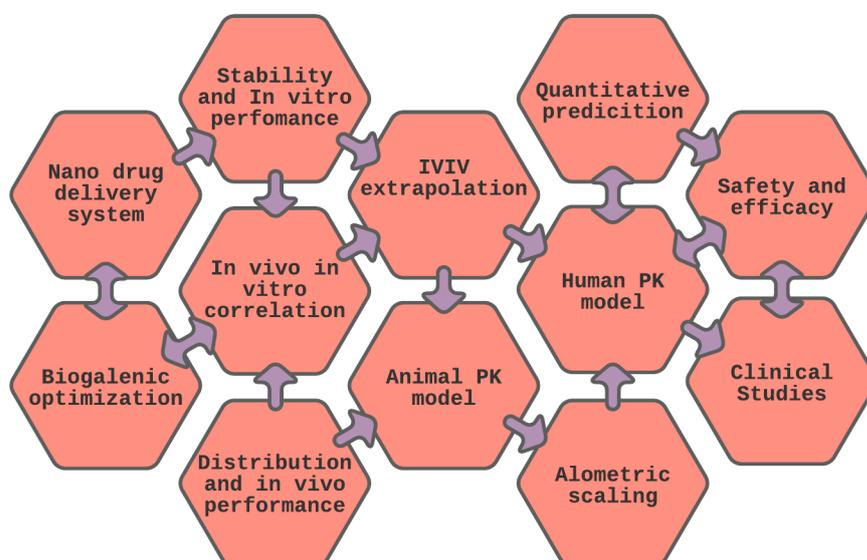 Stability
and In vitro
perfomance
Quantitative
predicition
Nano drug
delivery
system
IVIV
extrapolation
Safety and
efficacy
In vivo in
vitro
correlation
Human PK
model
Biogalenic
optimization
Animal PK
model
Clinical
Studies
Distribution
and in vivo
performance
Alometric
scaling